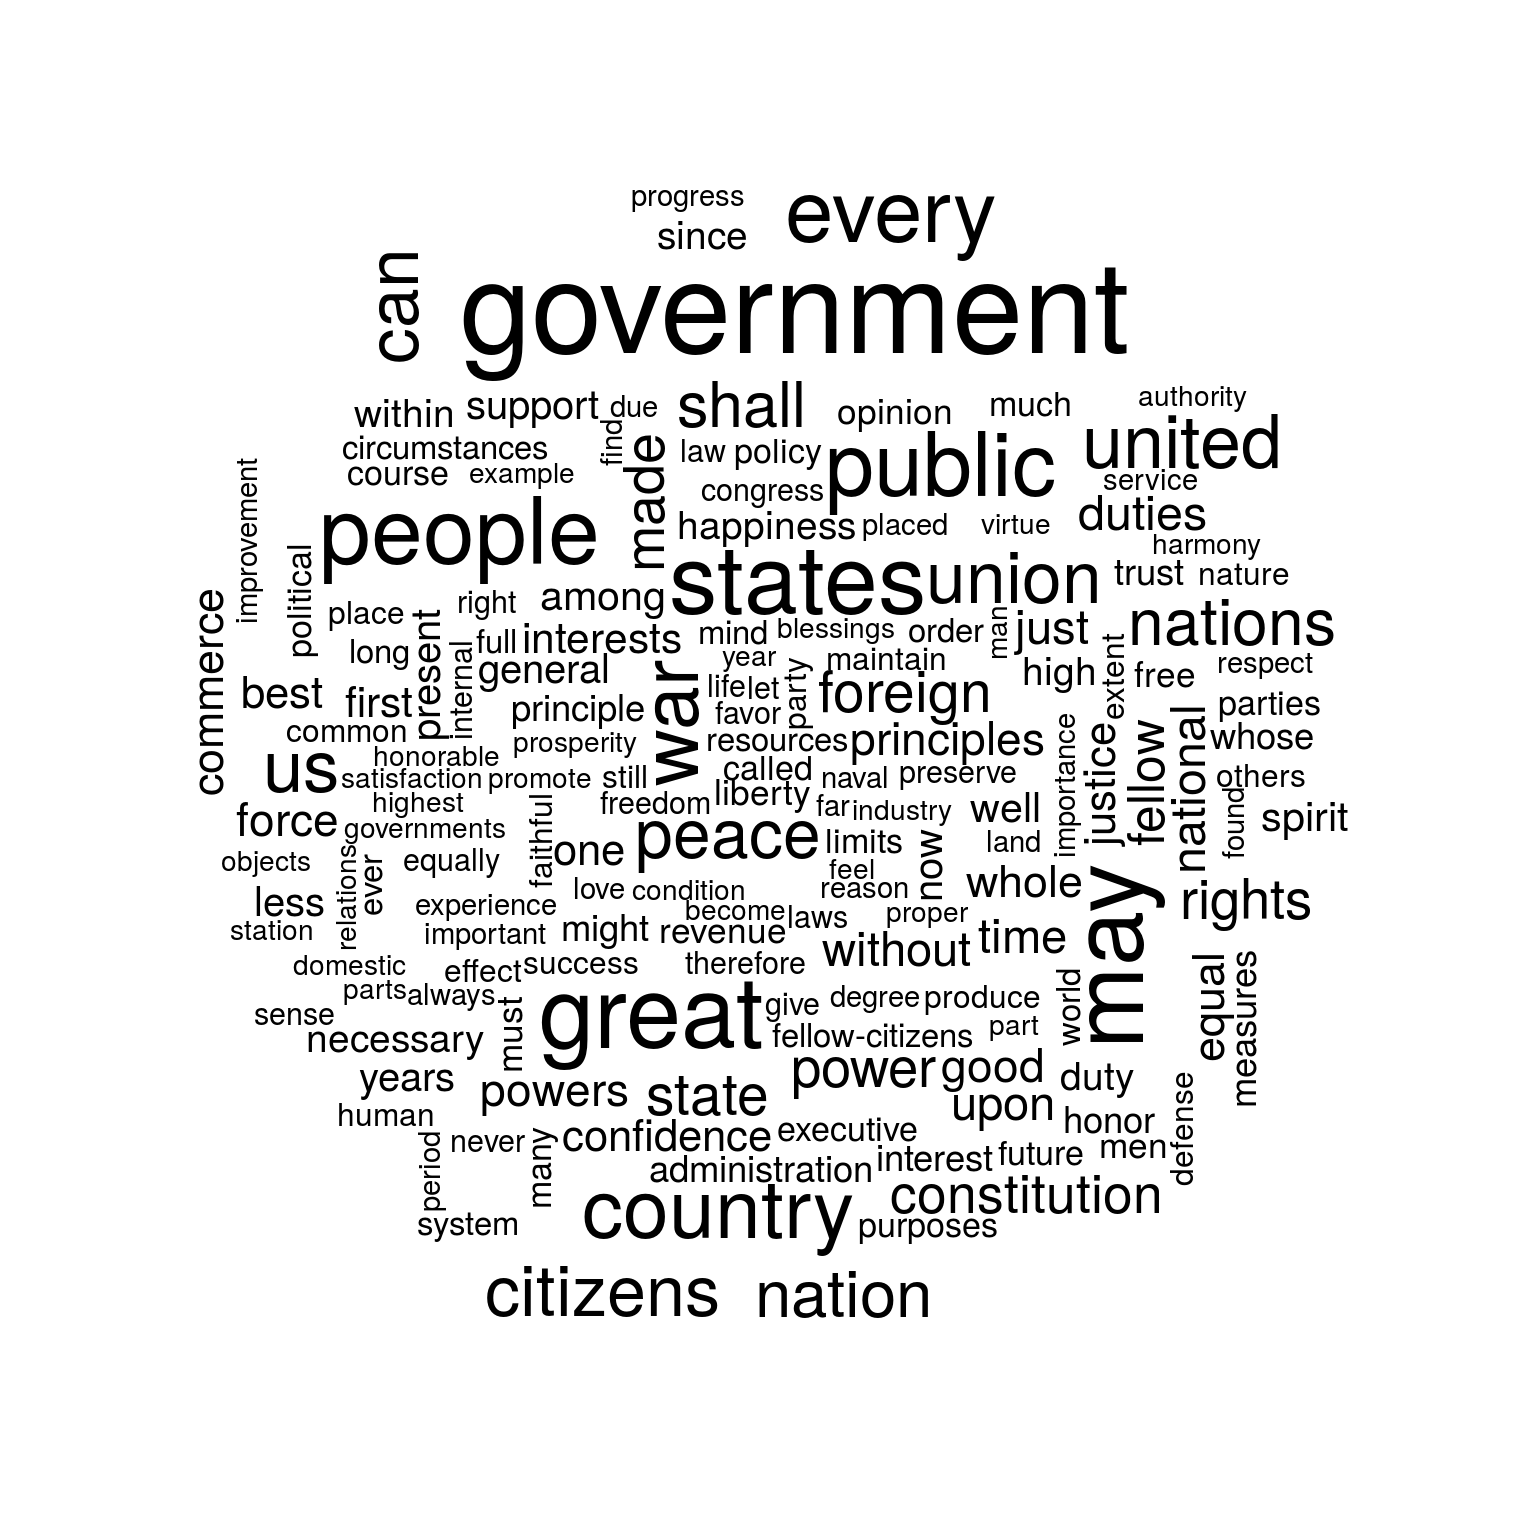 progress
every
since
can
government
within support due shall opinion much authority
circumstances find made law policy public united
course example congress service
improvement people happiness placed virtue duties
political states union harmony
commerce place right among trust nature
present full interests mind blessings order man just nations
long internal general year maintain high extent free respect
best first principle war life let party foreign parties
common favor
honorable prosperity resources principles importance justice fellow national whose
us satisfaction promote still called naval preserve others
highest faithful freedom liberty far industry well found spirit
force governments peace limits now land
objects relations ever equally one feel
less experience love condition reason whole may rights
station important might revenue become laws proper
domestic effect success therefore without time equal measures
parts always must great give degree produce world
sense necessary fellow-citizens part
years powers state power good duty defense
human upon honor
period never many confidence executive
administration interest future men
system country constitution
purposes
citizens nation